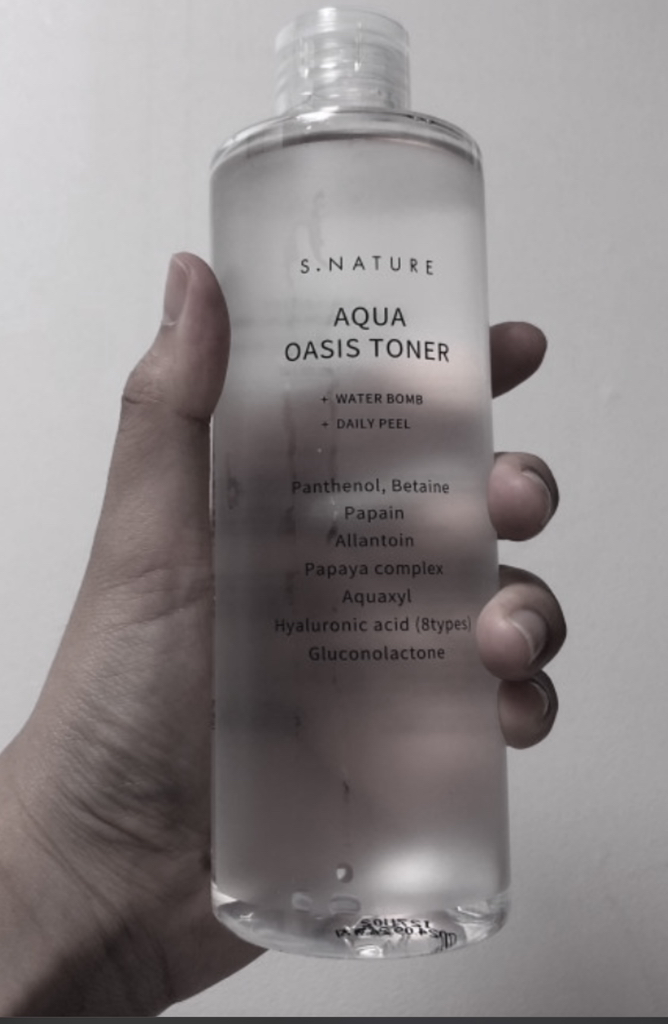 S.NATURE
AQUA
OASIS TONER
+ WATER BOMB
+ DAILY PEEL
Panthenol, Betaine
Papain
Allantoin
Papaya complex
Aquaxyl
Hyaluronic acid (8types)
Gluconolactone